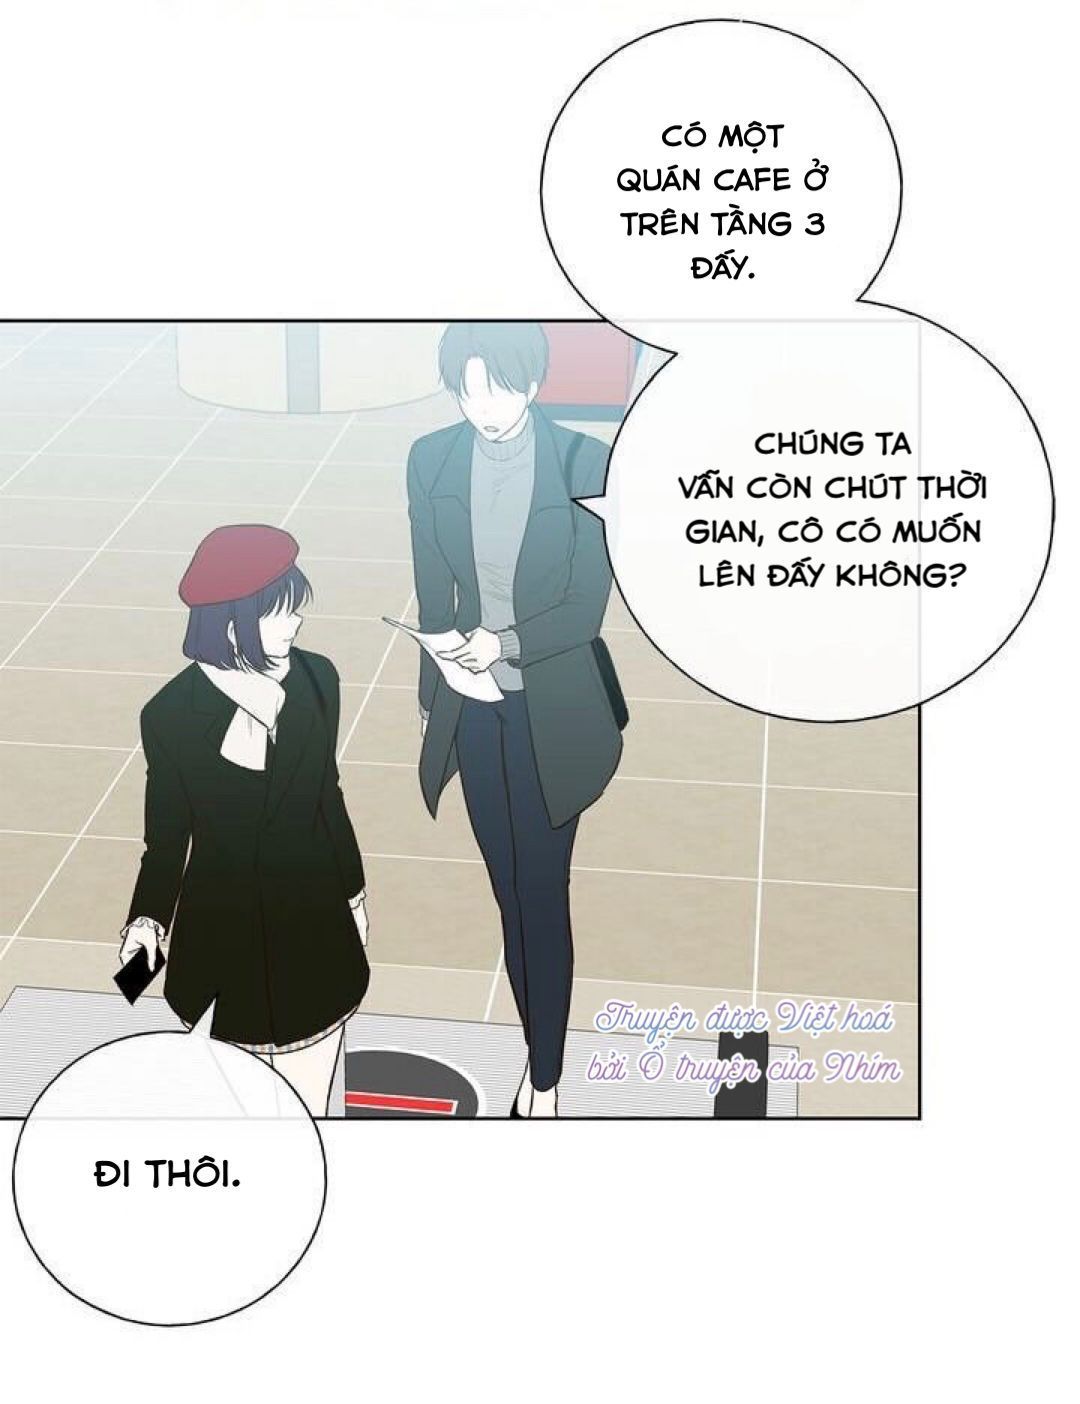 CÓ MỘT
QUÁN CAFE Ở
TRÊN TẦNG 3
ĐẤY.
CHÚNG TA
VẪN CÒN CHÚT THỜI
GIAN, CÔ CÓ MUỐN
LÊN ĐẤY KHÔNG?
Truyện được Việt hoá
bởi Ổ truyện của Nhím
ĐI THÔI.